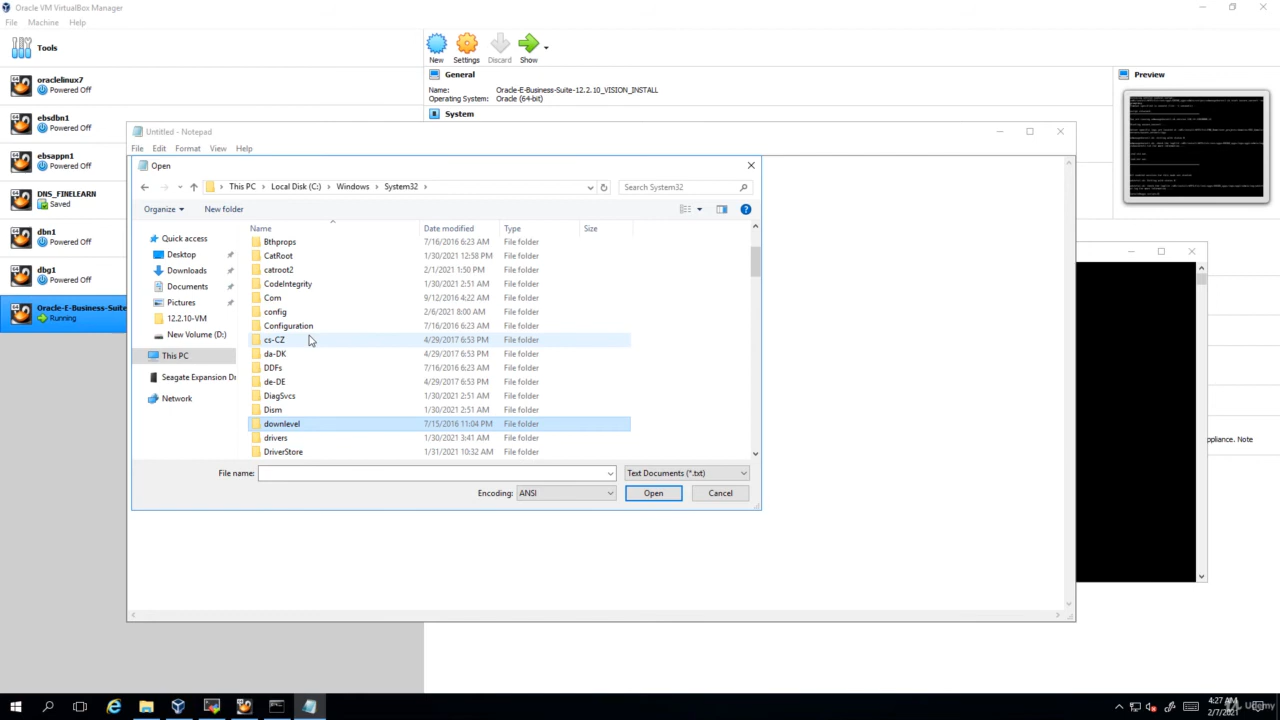 Oracle VM VirtualBox Manager
File Machine Help
Tools
New Settings Discard Show
oraclelinux7
Powered Off
ebsdbn1
Powered Off
ebsappn1
Powered Off
DNS_FINELEARN
Saved
dbn1
Powered Off
dbg1
Powered Off
Oracle-E-Business-Suite
Running
General
Name: Oracle-E-Business-Suite-12.2.10_VISION_INSTALL
Operating System: Oracle (64-bit)
System
Preview
Untitled - Notepad
File Edit Format View Help
Open
This PC > Local Disk (C:) > Windows > System32
Search System32
Organize New folder
Name Date modified Type Size
Quick access
Desktop
Downloads
Documents
Pictures
12.2.10-VM
New Volume (D:)
This PC
Seagate Expansion Dr
Network
Bthprops 7/16/2016 6:23 AM File folder
CatRoot 1/30/2021 12:58 PM File folder
catroot2 2/1/2021 1:50 PM File folder
CodeIntegrity 1/30/2021 2:51 AM File folder
Com 9/12/2016 4:22 AM File folder
config 2/6/2021 8:00 AM File folder
Configuration 7/16/2016 6:23 AM File folder
cs-CZ 4/29/2017 6:53 PM File folder
da-DK 4/29/2017 6:53 PM File folder
DDFs 7/16/2016 6:23 AM File folder
de-DE 4/29/2017 6:53 PM File folder
DiagSvcs 1/30/2021 2:51 AM File folder
Dism 1/30/2021 2:51 AM File folder
downlevel 7/15/2016 11:04 PM File folder
drivers 1/30/2021 3:41 AM File folder
DriverStore 1/31/2021 10:32 AM File folder
File name: Text Documents (*.txt)
Encoding: ANSI Open Cancel
appliance. Note
4:27 AM
2/7/2021
Udemy